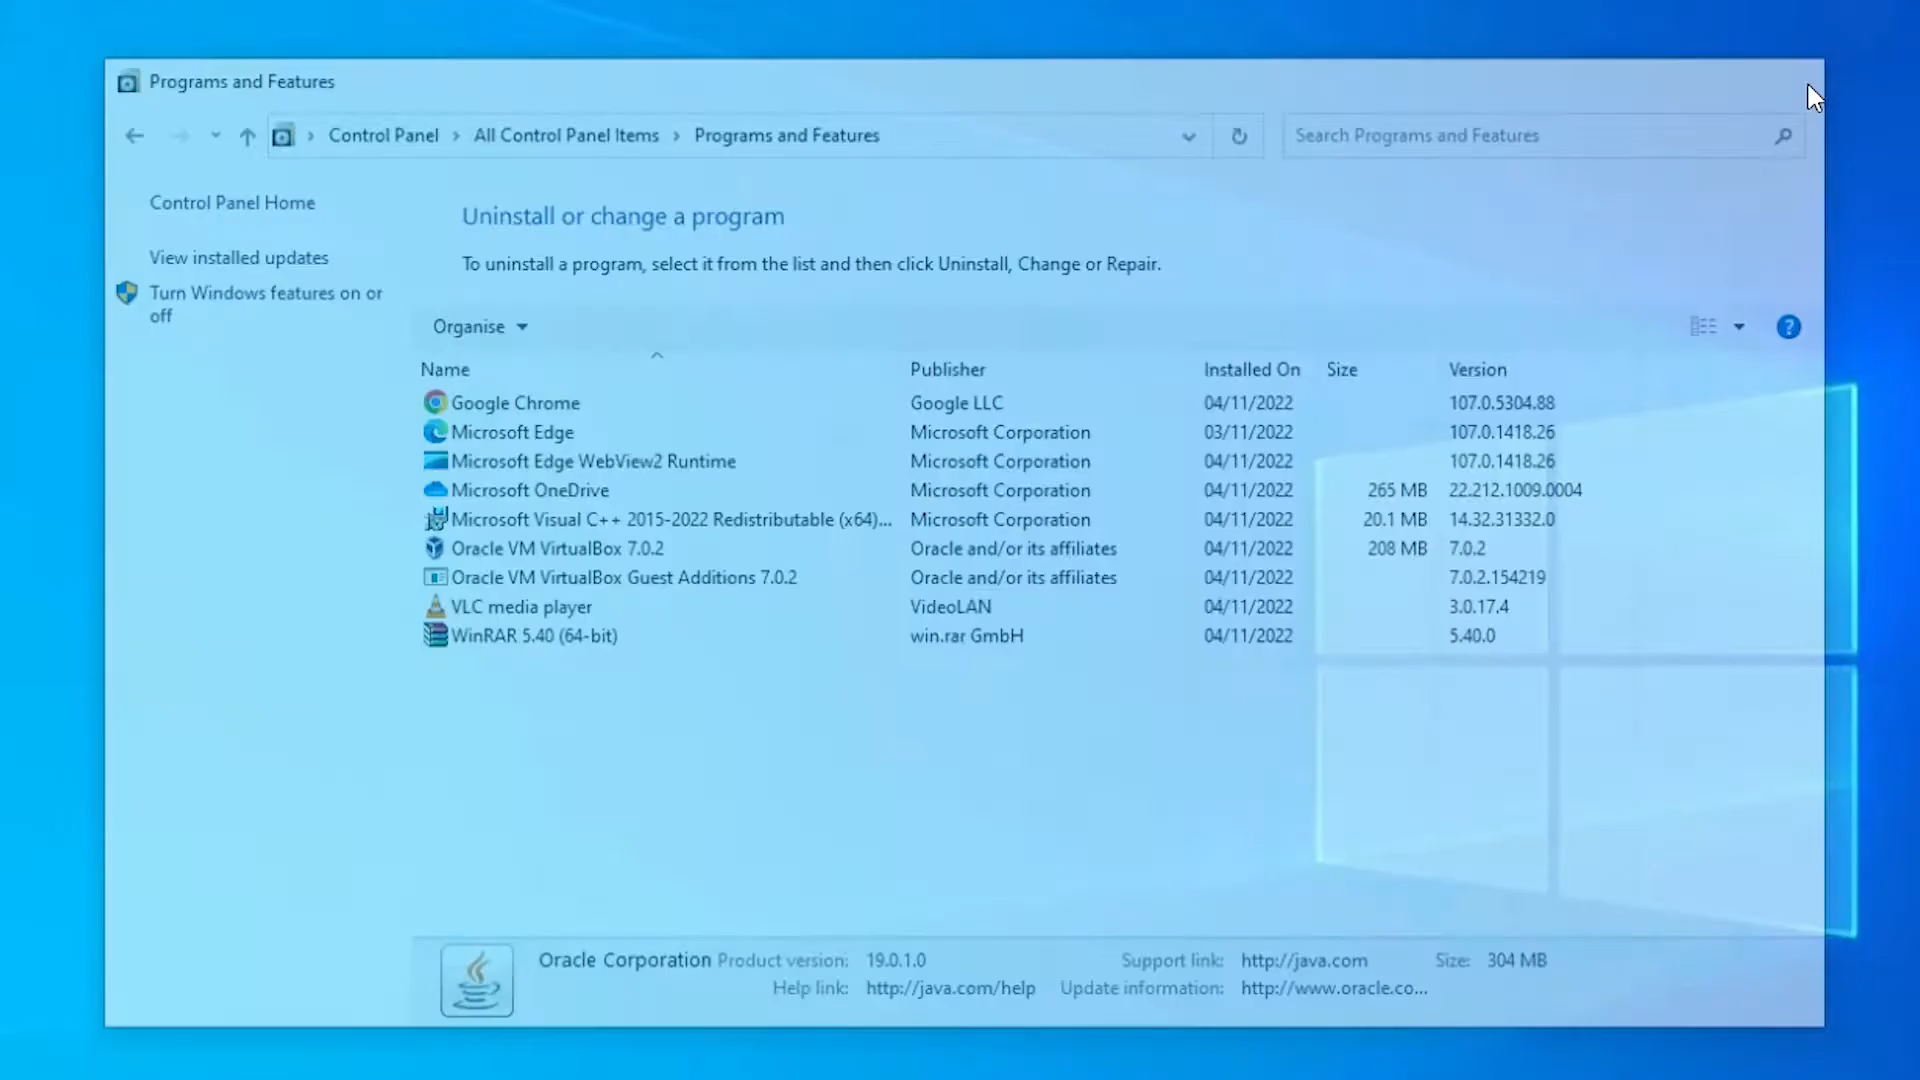 Programs and Features
Control Panel > All Control Panel Items > Programs and Features
Search Programs and Features
Control Panel Home
View installed updates
Turn Windows features on or
off
Uninstall or change a program
To uninstall a program, select it from the list and then click Uninstall, Change or Repair.
Organise
Name Publisher Installed On Size Version
Google Chrome Google LLC 04/11/2022 107.0.5304.88
Microsoft Edge Microsoft Corporation 03/11/2022 107.0.1418.26
Microsoft Edge WebView2 Runtime Microsoft Corporation 04/11/2022 107.0.1418.26
Microsoft OneDrive Microsoft Corporation 04/11/2022 265 MB 22.212.1009.0004
Microsoft Visual C++ 2015-2022 Redistributable (x64)... Microsoft Corporation 04/11/2022 20.1 MB 14.32.31332.0
Oracle VM VirtualBox 7.0.2 Oracle and/or its affiliates 04/11/2022 208 MB 7.0.2
Oracle VM VirtualBox Guest Additions 7.0.2 Oracle and/or its affiliates 04/11/2022 7.0.2.154219
VLC media player VideoLAN 04/11/2022 3.0.17.4
WinRAR 5.40 (64-bit) win.rar GmbH 04/11/2022 5.40.0
Oracle Corporation Product version: 19.0.1.0 Support link: http://java.com Size: 304 MB
Help link: http://java.com/help Update information: http://www.oracle.co...